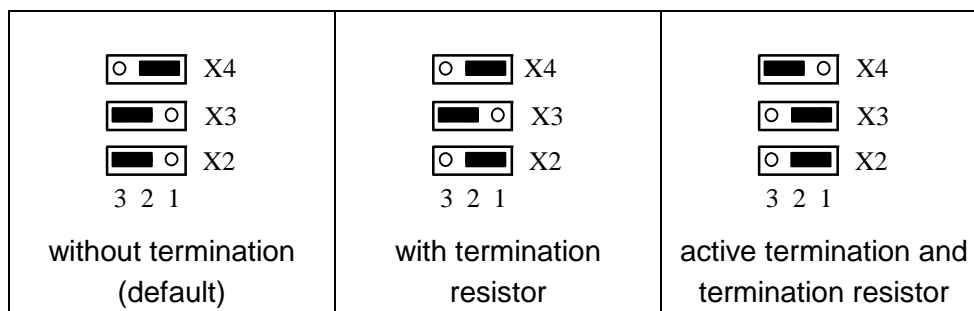 X4
X3
X2
3 2 1
without termination
(default)
X4
X3
X2
3 2 1
with termination
resistor
X4
X3
X2
3 2 1
active termination and
termination resistor